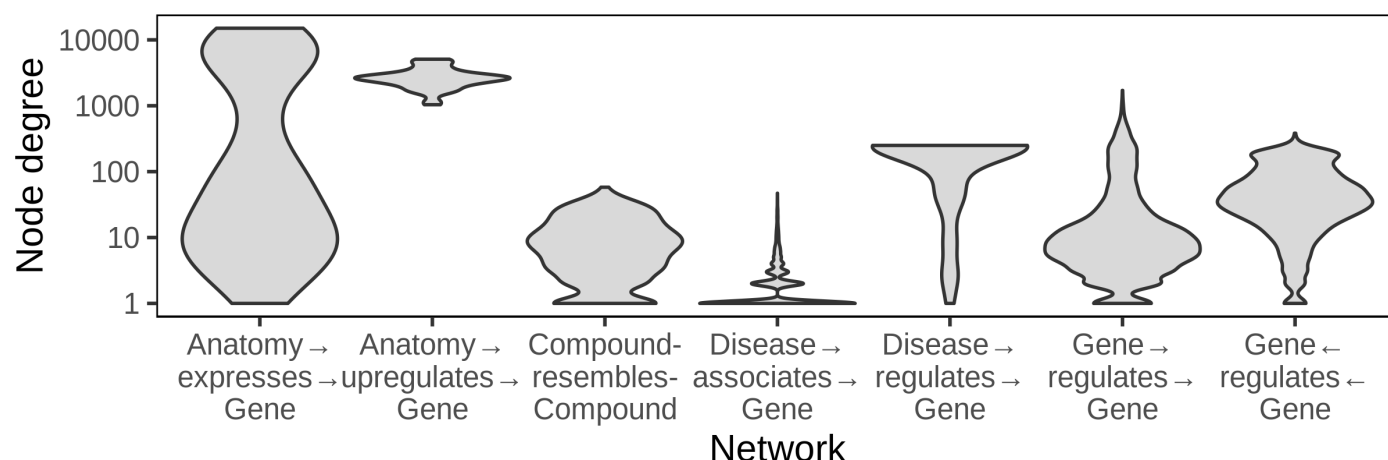 Node degree
10000
1000
100
10
1
Anatomy→
expresses→
Gene
Anatomy→
upregulates→
Gene
Compound-
resembles-
Compound
Disease→
associates→
Gene
Disease→
regulates→
Gene
Gene→
regulates→
Gene
Gene←
regulates←
Gene
Network